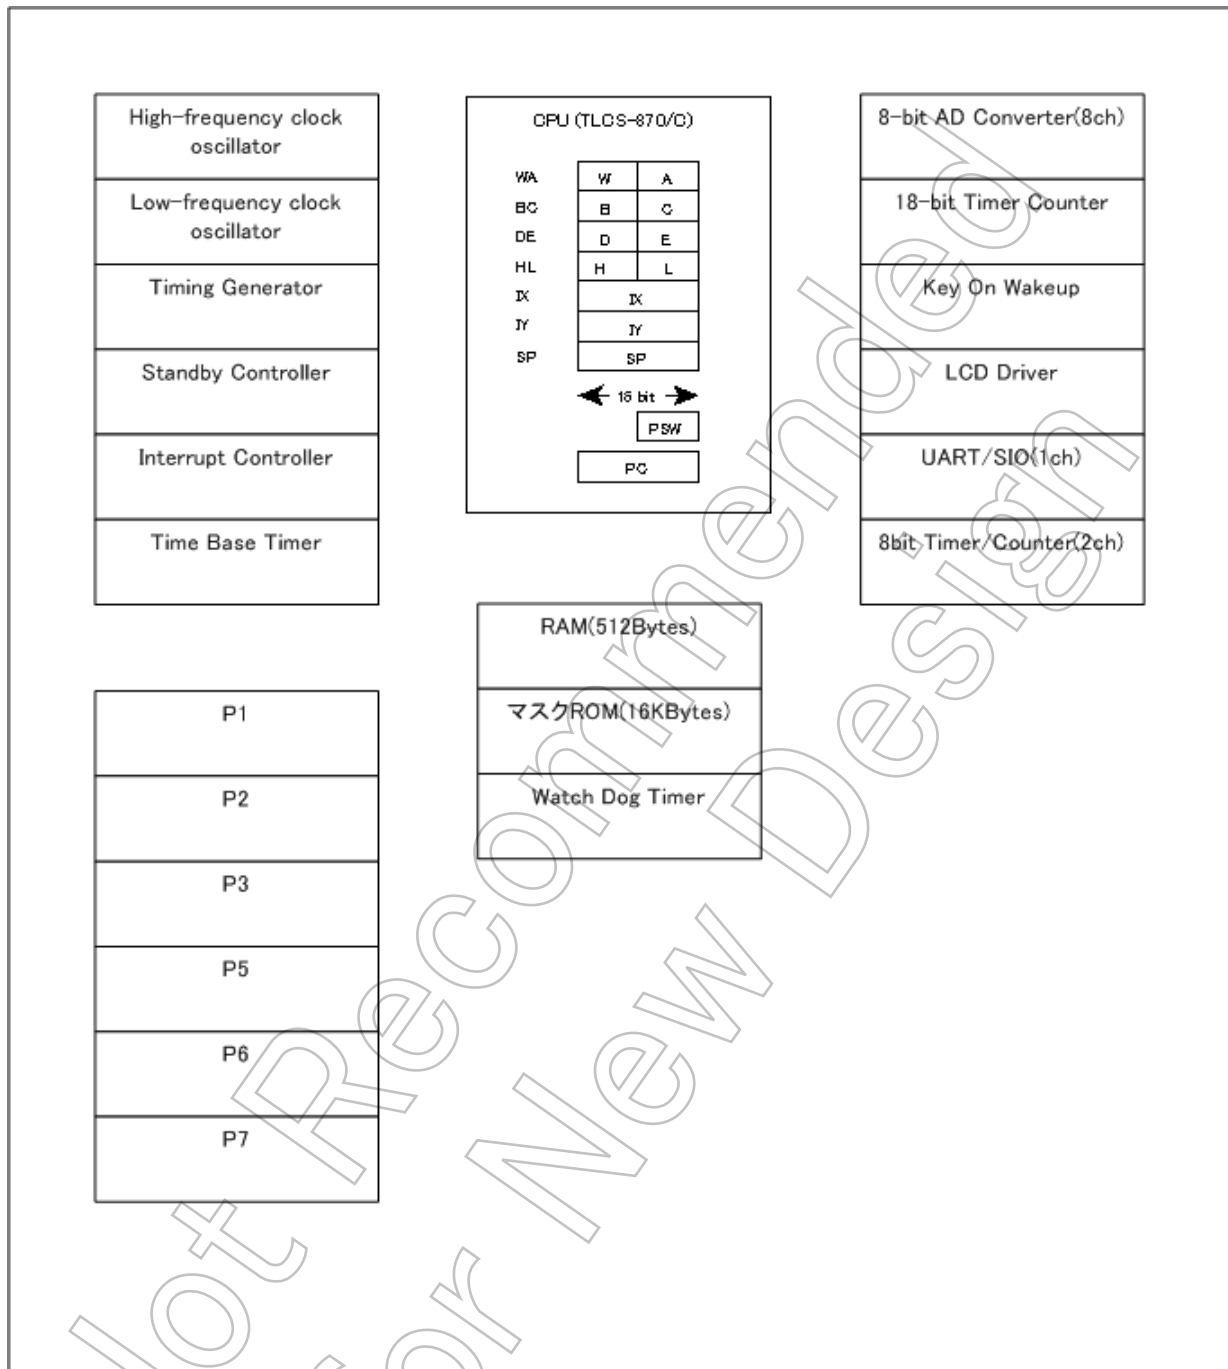 High-frequency clock
oscillator
Low-frequency clock
oscillator
Timing Generator
Standby Controller
Interrupt Controller
Time Base Timer
CPU (TLCS-870/C)
WA W A
BC B C
DE D E
HL H L
IX IX
IY IY
SP SP
16 bit
PSW
PC
8-bit AD Converter(8ch)
18-bit Timer Counter
Key On Wakeup
LCD Driver
UART/SIO(1ch)
8bit Timer/Counter(2ch)
RAM(512Bytes)
マスクROM(16KBytes)
Watch Dog Timer
P1
P2
P3
P5
P6
P7
Not Recommended
for New Design